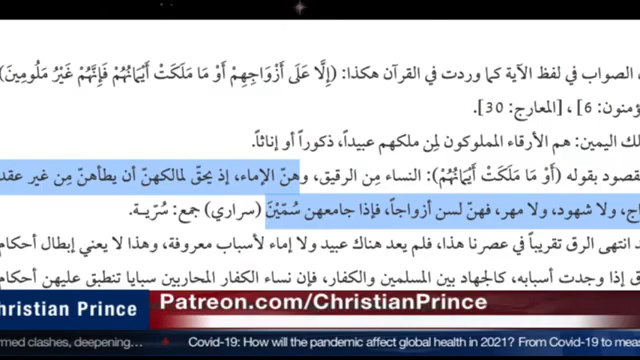 ، الصواب في لفظ الآية كما وردت في القرآن هكذا: (إِلَّا عَلَى أَزْوَاجِهِمْ أَوْ مَا مَلَكَتْ أَيْمَانُهُمْ فَإِنَّهُمْ غَيْرُ مَلُومِينَ)
ؤمنون: 6] ، [المعارج: 30].
لك اليمين: هم الأرقاء المملوكون لِمن ملكهم عبيداً، ذكوراً أو إناثاً.
قصود بقوله (أَوْ مَا مَلَكَتْ أَيْمَانُهُمْ): النساء مِن الرقيق، وهنّ الإماء، إذ يحقّ لمالكهنّ أن يطأهنّ مِن غير عقد
اج، ولا شهود، ولا مهر، فهنّ لسن أزواجاً، فإذا جامعهن سُمّيْنَ (سراري) جمع: سُرّيـة.
د انتهى الرق تقريباً في عصرنا هذا، فلم يعد هناك عبيد ولا إماء لأسباب معروفة، وهذا لا يعني إبطال أحكام
ق إذا وجدت أسبابه، كالجهاد بين المسلمين والكفار، فإن نساء الكفار المحاربين سبايا تنطبق عليهن أحكام
Christian Prince
Patreon.com/ChristianPrince
rmed clashes, deepening…
Covid-19: How will the pandemic affect global health in 2021? From Covid-19 to mea